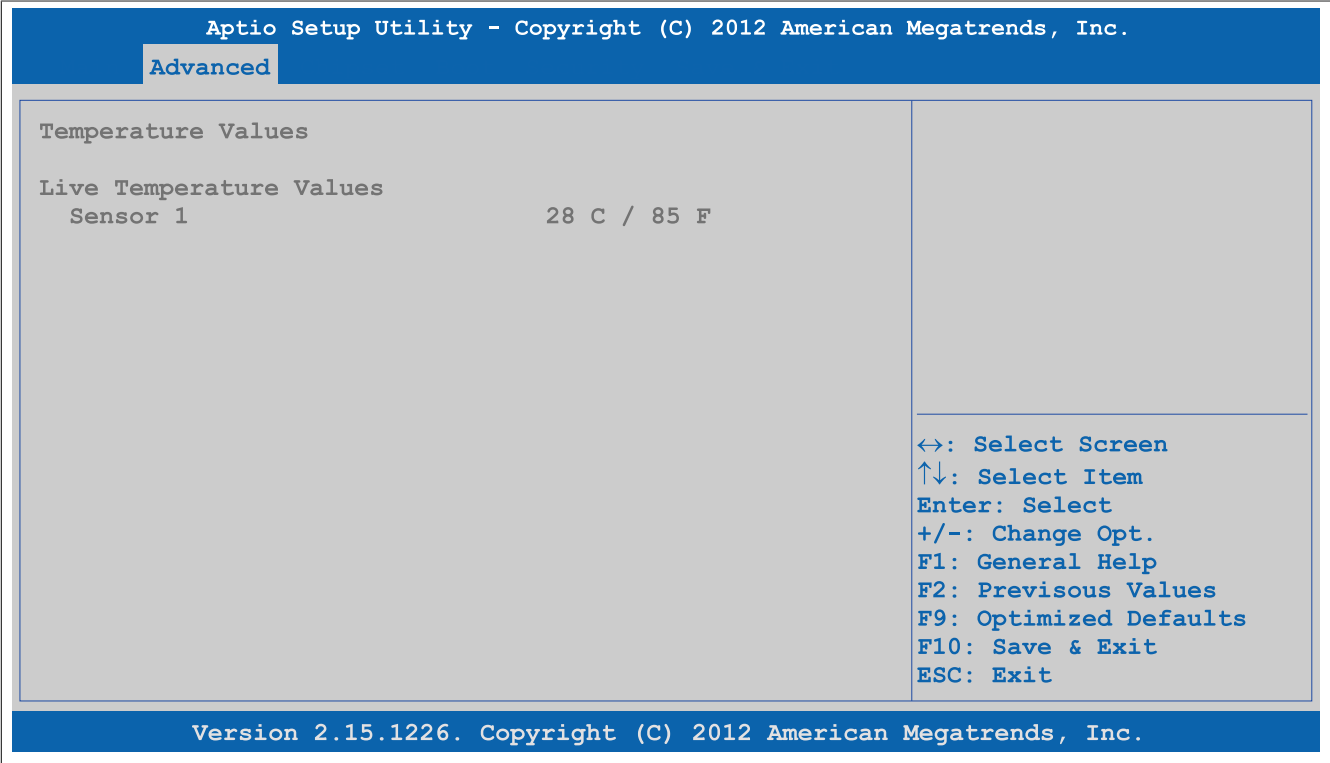 Aptio Setup Utility - Copyright (C) 2012 American Megatrends, Inc.
Advanced
Temperature Values
Live Temperature Values
Sensor 1 28 C / 85 F
↔: Select Screen
↑↓: Select Item
Enter: Select
+/-: Change Opt.
F1: General Help
F2: Previsous Values
F9: Optimized Defaults
F10: Save & Exit
ESC: Exit
Version 2.15.1226. Copyright (C) 2012 American Megatrends, Inc.